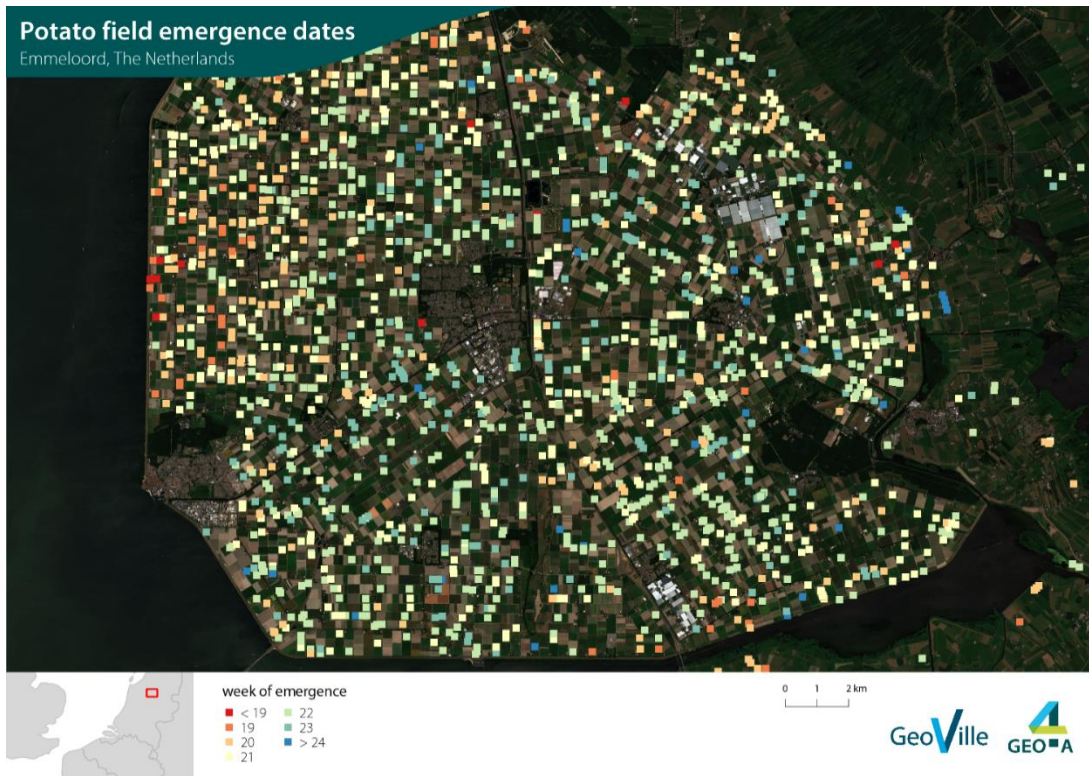 Potato field emergence dates
Emmeloord, The Netherlands
week of emergence
< 19
19
20
21
22
23
> 24
0 1 2 km
GeoVille
4
GEO-A